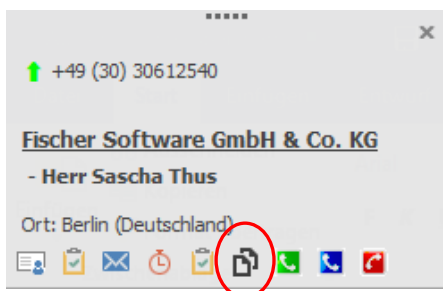 +49 (30) 30612540
Fischer Software GmbH & Co. KG
- Herr Sascha Thus
Ort: Berlin (Deutschland)